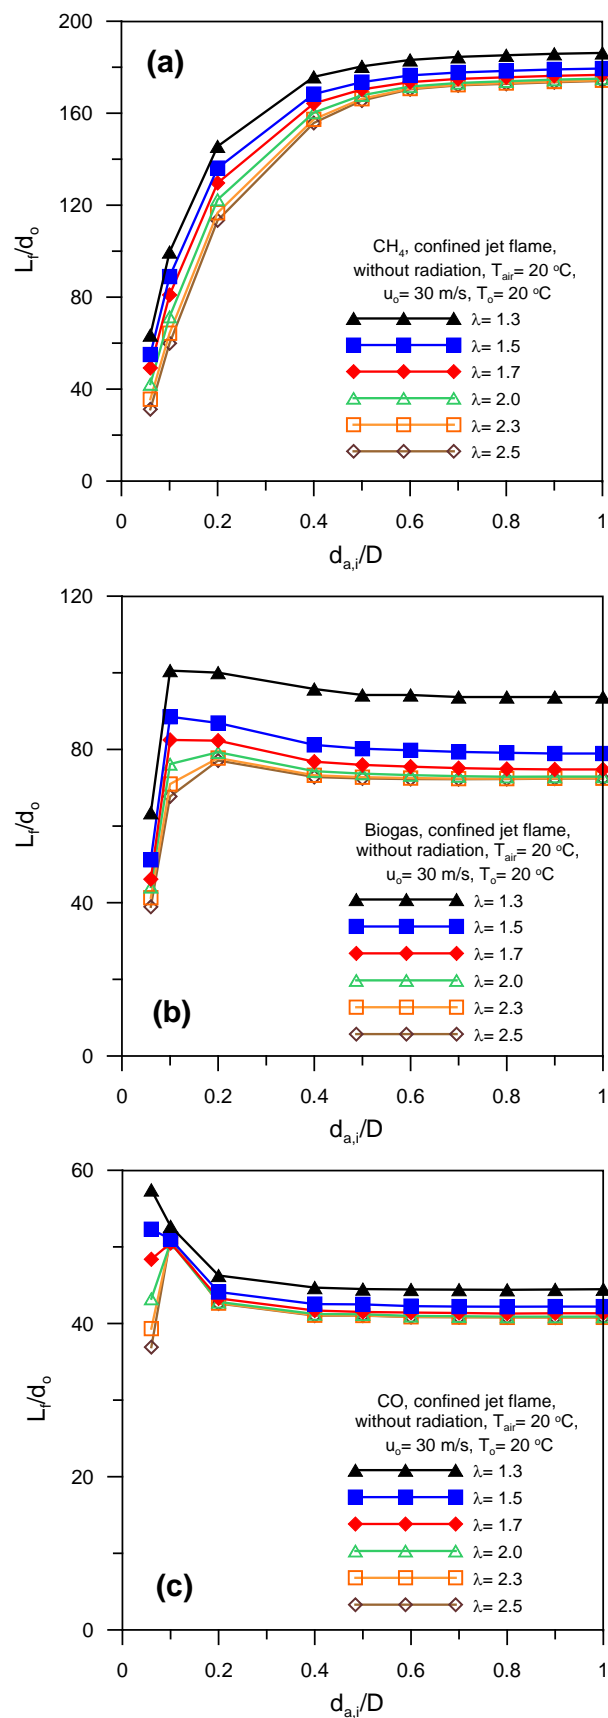 200
(a)
160
120
L_f/d_o
80
40
0
CH_4, confined jet flame,
without radiation, T_air= 20 °C,
u_o= 30 m/s, T_o= 20 °C
λ= 1.3
λ= 1.5
λ= 1.7
λ= 2.0
λ= 2.3
λ= 2.5
0 0.2 0.4 0.6 0.8 1
d_a,i/D
120
80
L_f/d_o
40
0
Biogas, confined jet flame,
without radiation, T_air= 20 °C,
u_o= 30 m/s, T_o= 20 °C
λ= 1.3
λ= 1.5
λ= 1.7
λ= 2.0
λ= 2.3
λ= 2.5
(b)
0 0.2 0.4 0.6 0.8 1
d_a,i/D
60
40
L_f/d_o
20
0
CO, confined jet flame,
without radiation, T_air= 20 °C,
u_o= 30 m/s, T_o= 20 °C
λ= 1.3
λ= 1.5
λ= 1.7
λ= 2.0
λ= 2.3
λ= 2.5
(c)
0 0.2 0.4 0.6 0.8 1
d_a,i/D